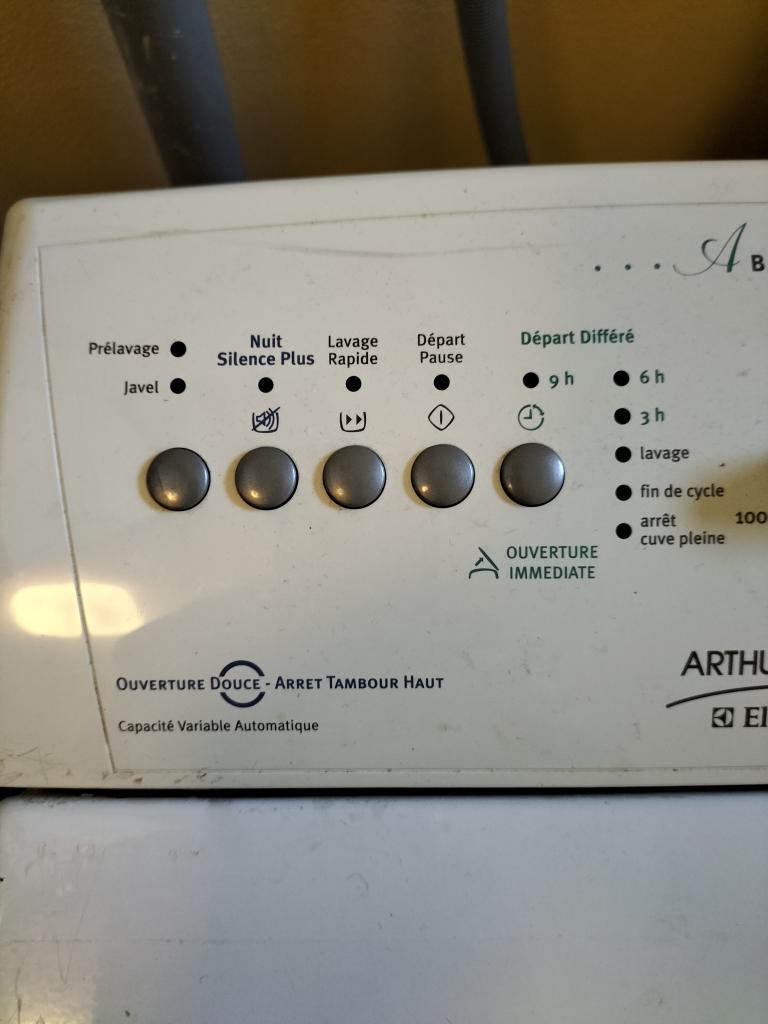 A B
Prélavage
Javel
Nuit
Silence Plus
Lavage
Rapide
Départ
Pause
Départ Différé
9 h
6 h
3 h
lavage
fin de cycle
arrêt
cuve pleine
100
OUVERTURE
IMMEDIATE
OUVERTURE DOUCE - ARRET TAMBOUR HAUT
Capacité Variable Automatique
ARTHU
El